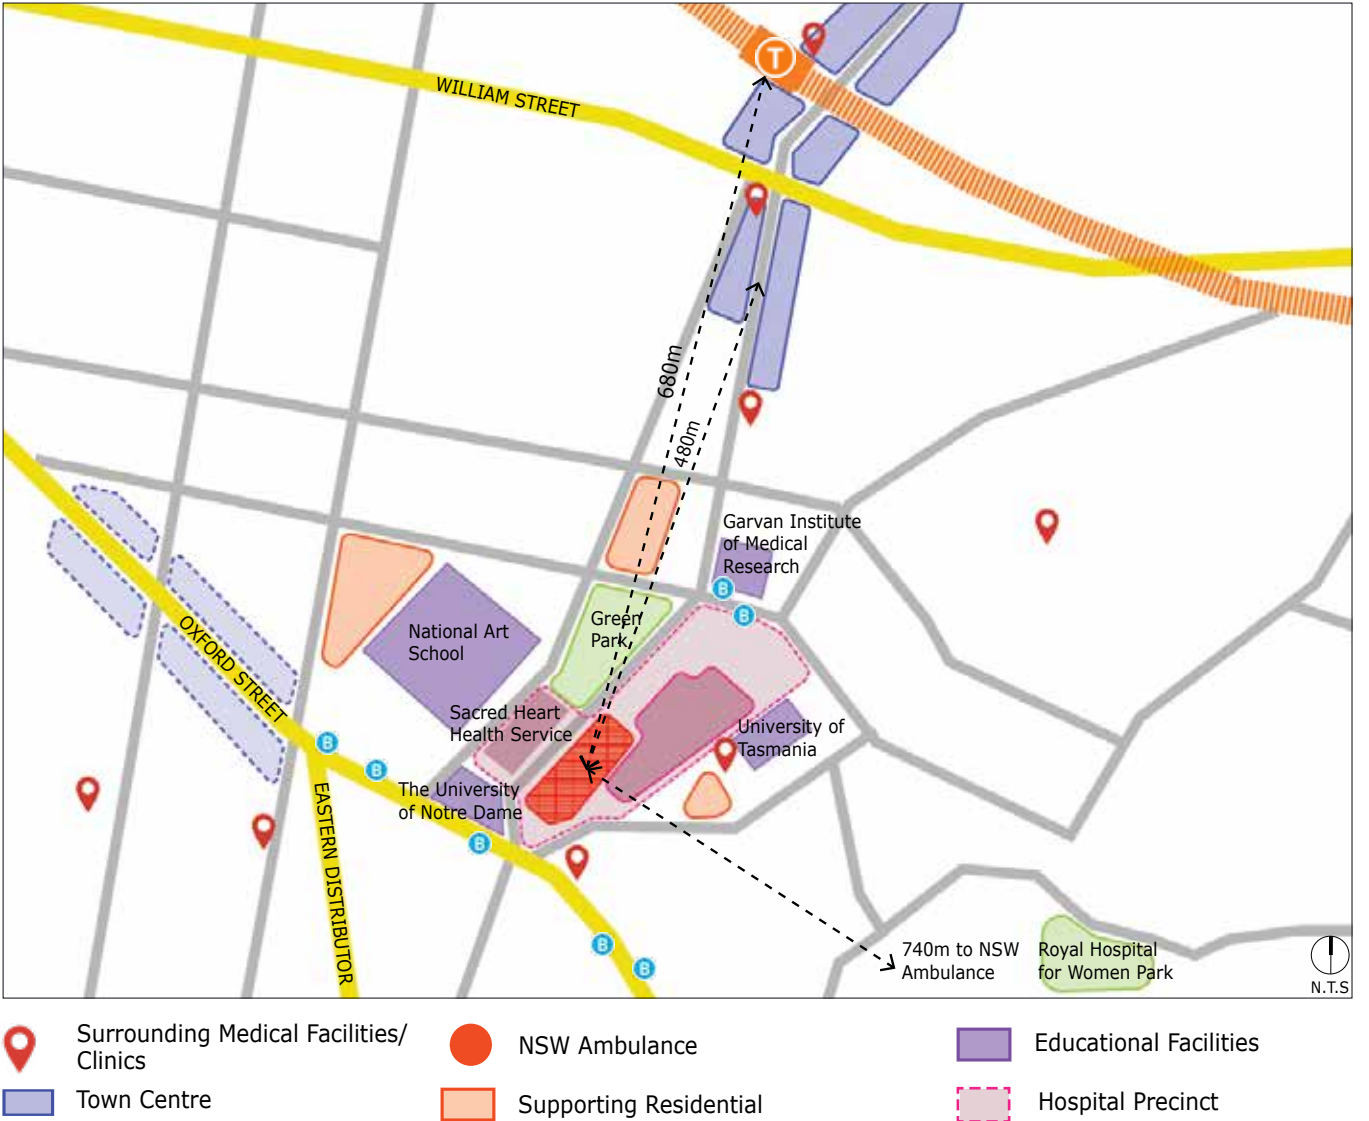 T
WILLIAM STREET
680m
480m
Garvan Institute
of Medical
Research
B
B
Green
Park
National Art
School
OXFORD STREET
Sacred Heart
Health Service
University of
Tasmania
B
B
The University
of Notre Dame
B
EASTERN DISTRIBUTOR
B
B
740m to NSW
Ambulance
Royal Hospital
for Women Park
N.T.S
Surrounding Medical Facilities/
Clinics
NSW Ambulance
Educational Facilities
Town Centre
Supporting Residential
Hospital Precinct